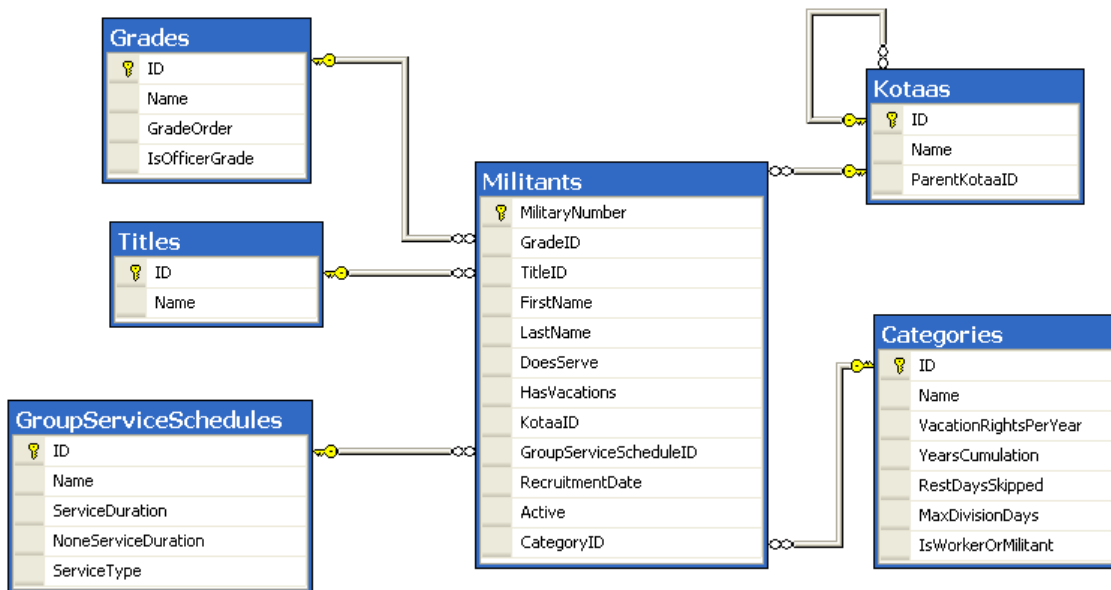 Grades
ID
Name
GradeOrder
IsOfficerGrade
Titles
ID
Name
GroupServiceSchedules
ID
Name
ServiceDuration
NoneServiceDuration
ServiceType
Militants
MilitaryNumber
GradeID
TitleID
FirstName
LastName
DoesServe
HasVacations
KotaaID
GroupServiceScheduleID
RecruitmentDate
Active
CategoryID
Kotaas
ID
Name
ParentKotaaID
Categories
ID
Name
VacationRightsPerYear
YearsCumulation
RestDaysSkipped
MaxDivisionDays
IsWorkerOrMilitant